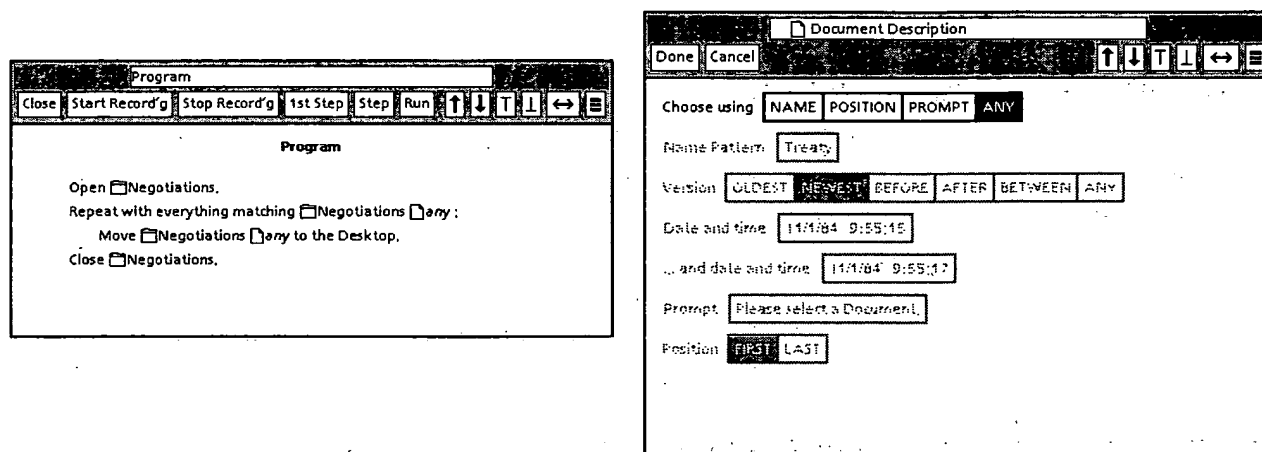 Program
Close Start Record'g Stop Record'g 1st Step Step Run ↑ ↓ T ⊥ ↔ ≡
Program
Open Negotiations.
Repeat with everything matching Negotiations any :
Move Negotiations any to the Desktop.
Close Negotiations.
Document Description
Done Cancel ↑ ↓ T ⊥ ↔ ≡
Choose using NAME POSITION PROMPT ANY
Name Pattern Treaty
Version OLDEST NEWEST BEFORE AFTER BETWEEN ANY
Date and time 11/1/84 9:55:15
... and date and time 11/1/84 9:55:17
Prompt Please select a Document.
Position FIRST LAST